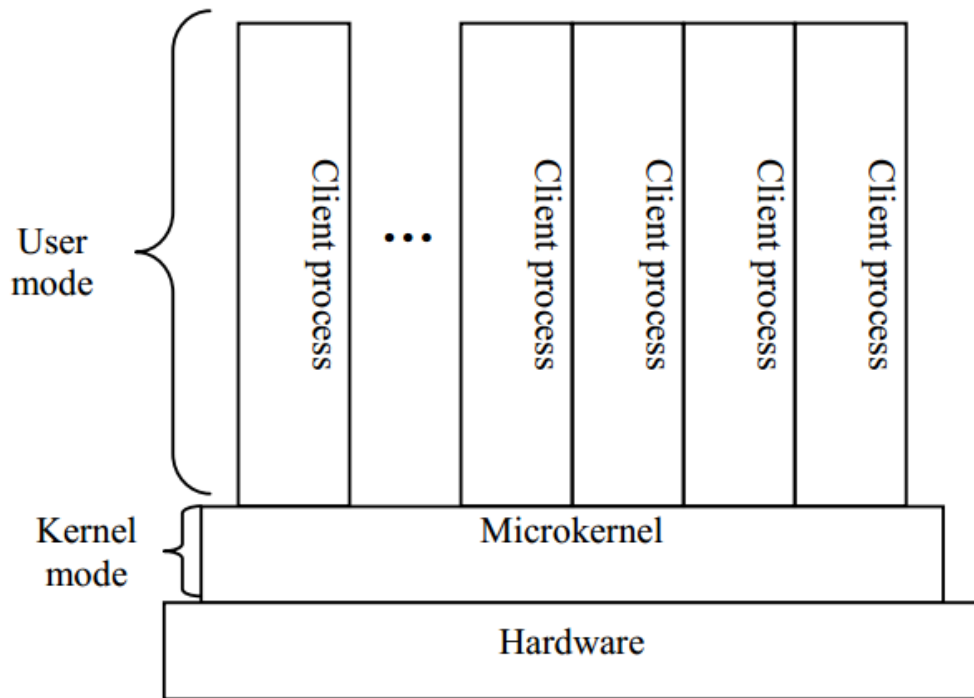 User
mode
Client process
...
Client process
Client process
Client process
Client process
Kernel
mode
Microkernel
Hardware